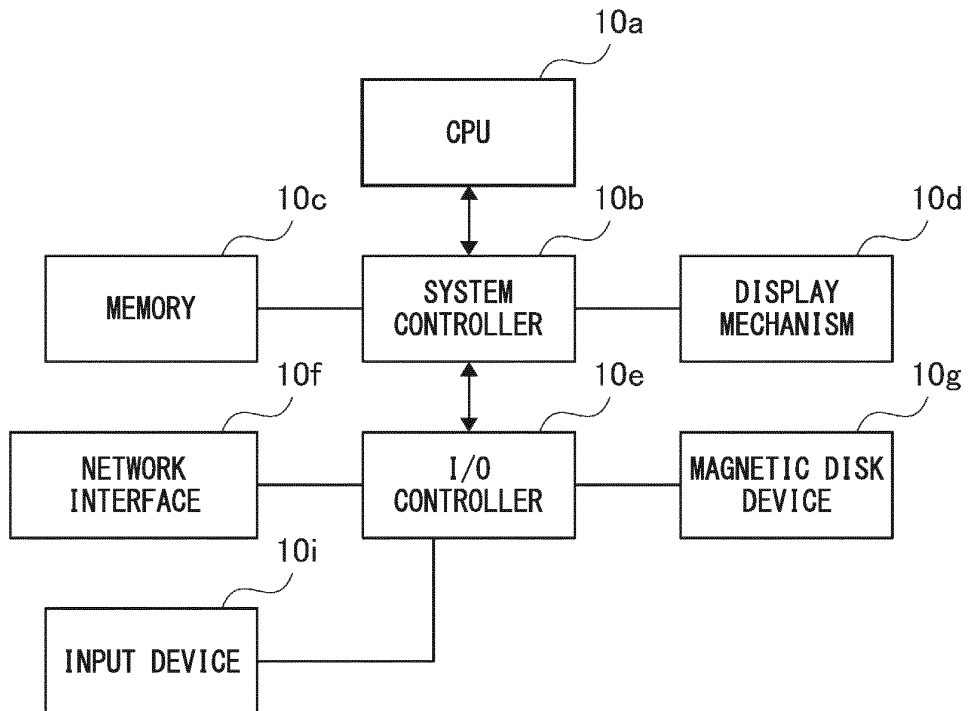 10a
CPU
10c
10b
10d
MEMORY
SYSTEM
CONTROLLER
DISPLAY
MECHANISM
10f
10e
10g
NETWORK
INTERFACE
I/O
CONTROLLER
MAGNETIC DISK
DEVICE
10i
INPUT DEVICE